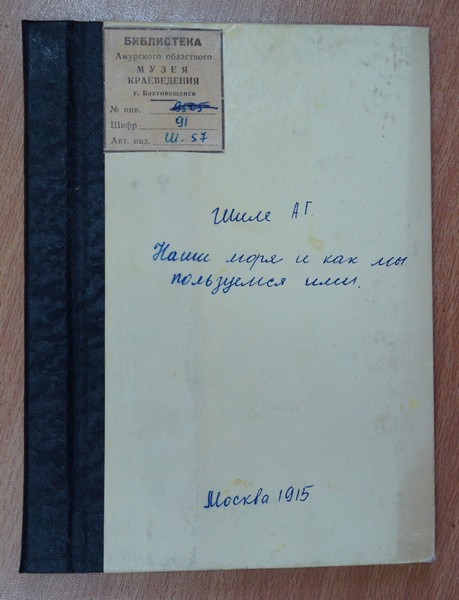 БИБЛИОТЕКА
Амурского областного
МУЗЕЯ
КРАЕВЕДЕНИЯ
г. Благовещенск
№ инв.
Шифр 91
Авт. инд. Ш. 57
Шиле А.Г.
Наши моря и как мы
пользуемся ими.
Москва 1915